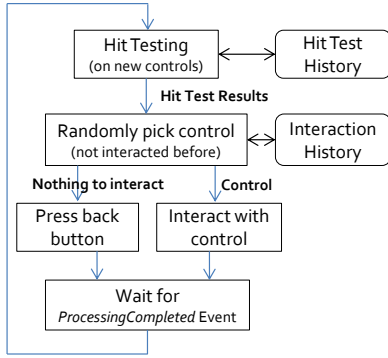 Hit Testing
(on new controls)
Hit Test
History
Hit Test Results
Randomly pick control
(not interacted before)
Interaction
History
Nothing to interact
Control
Press back
button
Interact with
control
Wait for
ProcessingCompleted Event